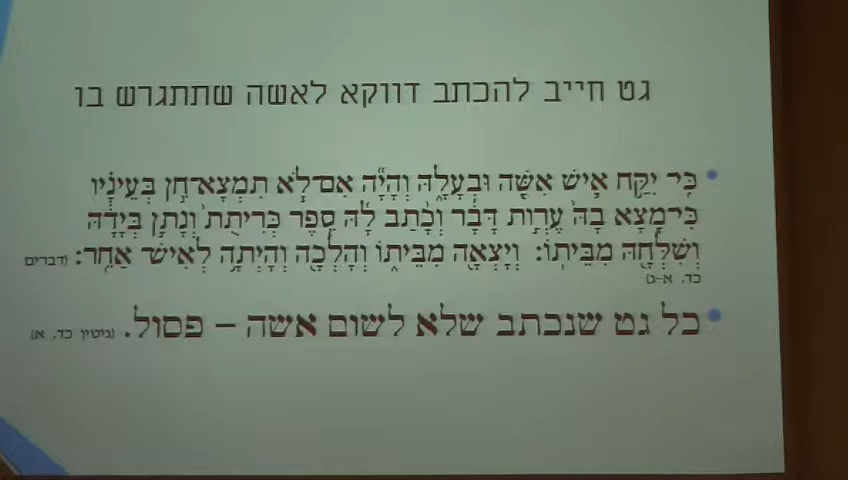 גט חייב להכתב דווקא לאשה שתתגרש בו
כִּֽי־יִקַּ֥ח אִ֛ישׁ אִשָּׁ֖ה וּבְעָלָ֑הּ וְהָיָ֞ה אִם־לֹ֧א תִמְצָא־חֵ֣ן בְּעֵינָ֗יו
כִּי־מָ֤צָא בָהּ֙ עֶרְוַ֣ת דָּבָ֔ר וְכָ֨תַב לָ֜הּ סֵ֤פֶר כְּרִיתֻת֙ וְנָתַ֣ן בְּיָדָ֔הּ
וְשִׁלְּחָ֖הּ מִבֵּיתֽוֹ: וְיָצְאָ֖ה מִבֵּית֑וֹ וְהָלְכָ֖ה וְהָיְתָ֥ה לְאִישׁ־אַחֵֽר: (דברים
כד, א-ג)
כל גט שנכתב שלא לשום אשה – פסול. (גיטין כד, א)